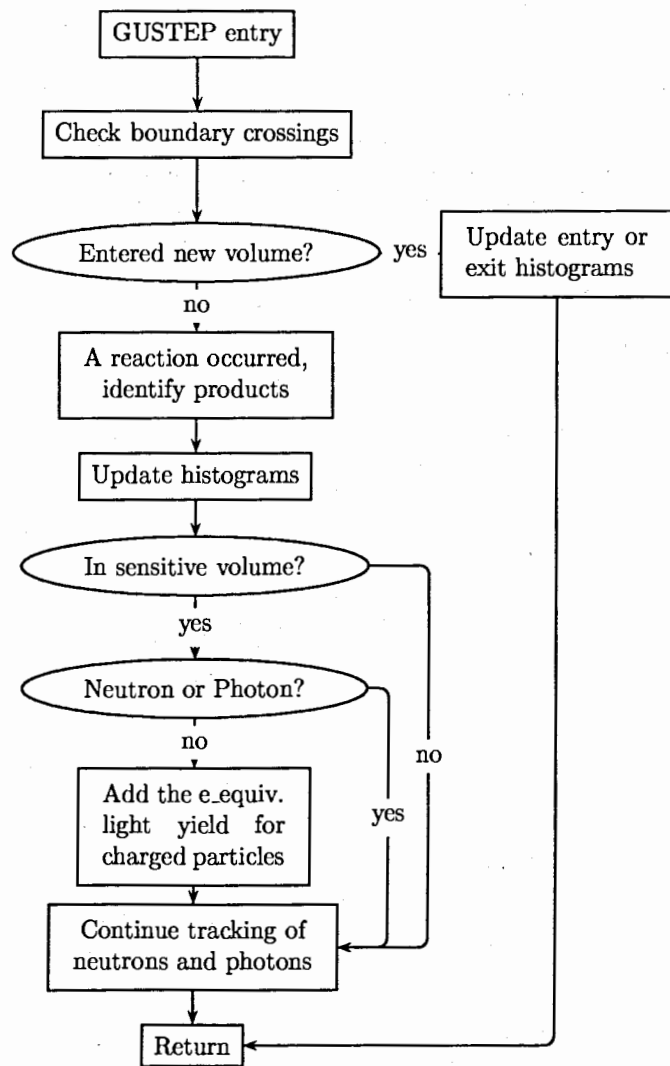 GUSTEP entry
Check boundary crossings
Entered new volume?
yes
Update entry or
exit histograms
no
A reaction occurred,
identify products
Update histograms
In sensitive volume?
yes
Neutron or Photon?
no
no
Add the e_equiv.
light yield for
charged particles
yes
Continue tracking of
neutrons and photons
Return